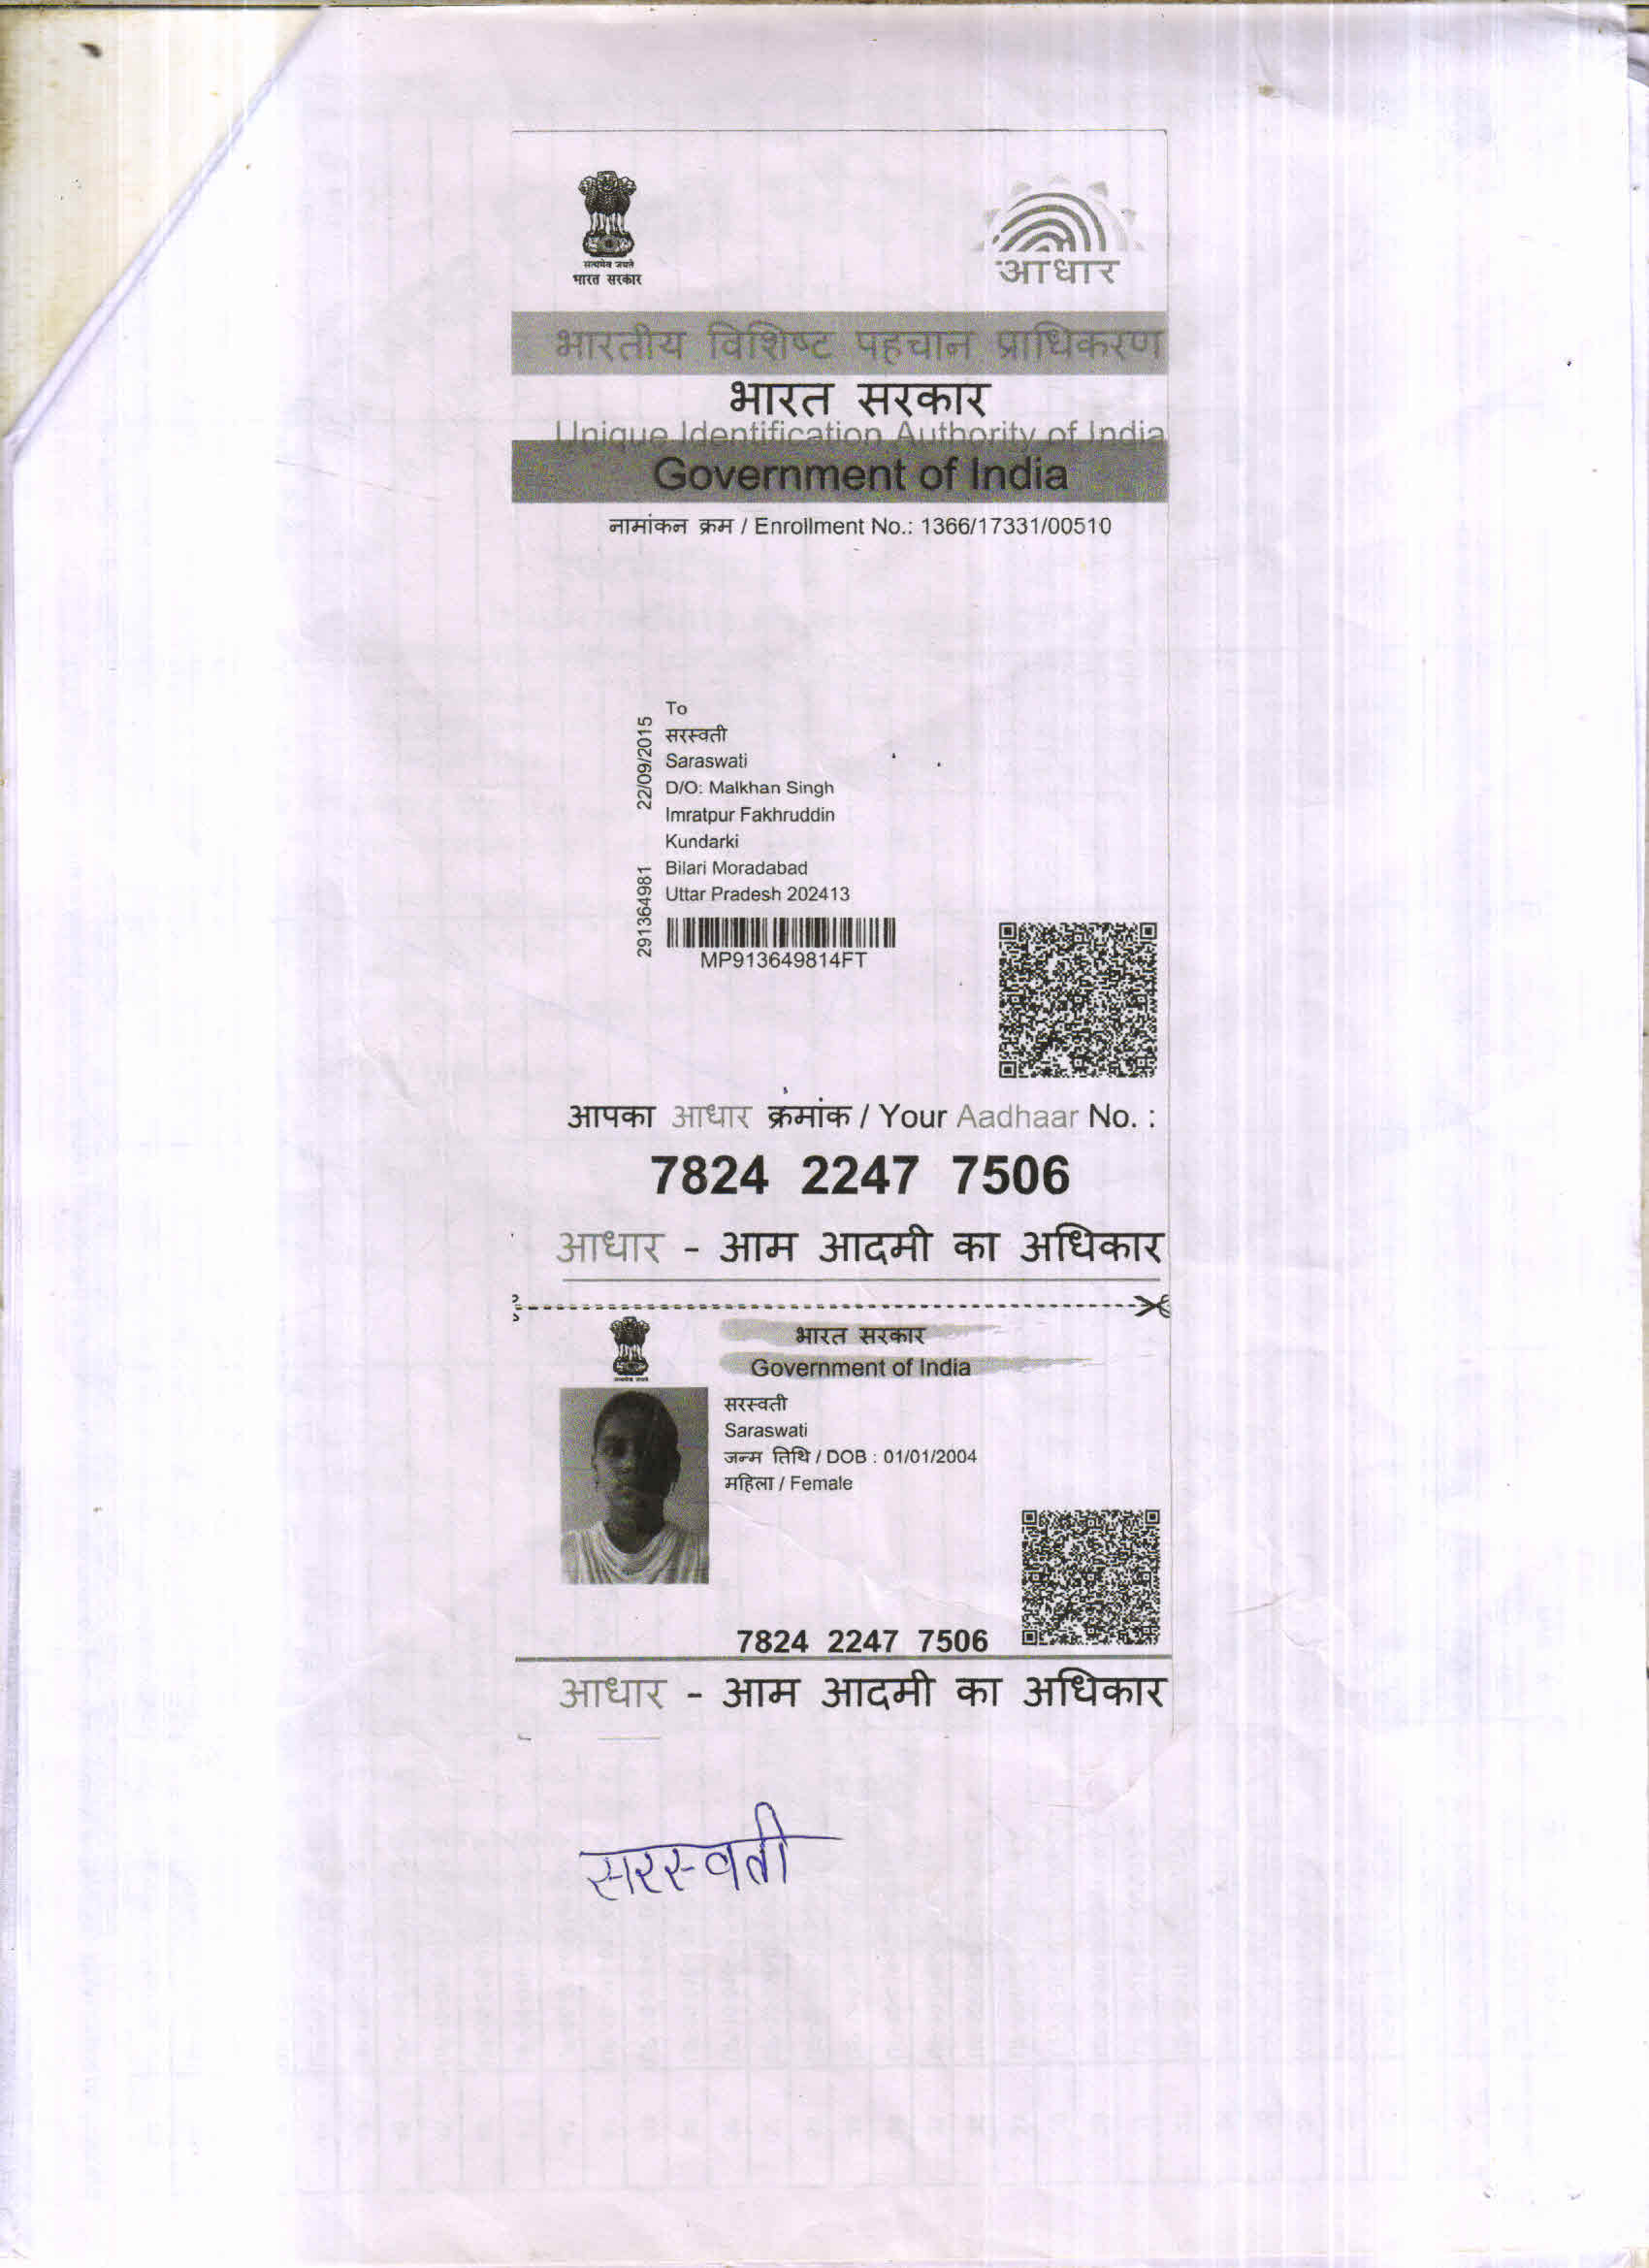 सत्यमेव जयते
भारत सरकार
आधार
भारतीय विशिष्ट पहचान प्राधिकरण
भारत सरकार
Unique Identification Authority of India
Government of India
नामांकन क्रम / Enrollment No.: 1366/17331/00510
22/09/2015
291364981
To
सरस्वती
Saraswati
D/O: Malkhan Singh
Imratpur Fakhruddin
Kundarki
Bilari Moradabad
Uttar Pradesh 202413
MP913649814FT
आपका आधार क्रमांक / Your Aadhaar No. :
7824 2247 7506
आधार - आम आदमी का अधिकार
भारत सरकार
Government of India
सरस्वती
Saraswati
जन्म तिथि / DOB : 01/01/2004
महिला / Female
7824 2247 7506
आधार - आम आदमी का अधिकार
सरस्वती